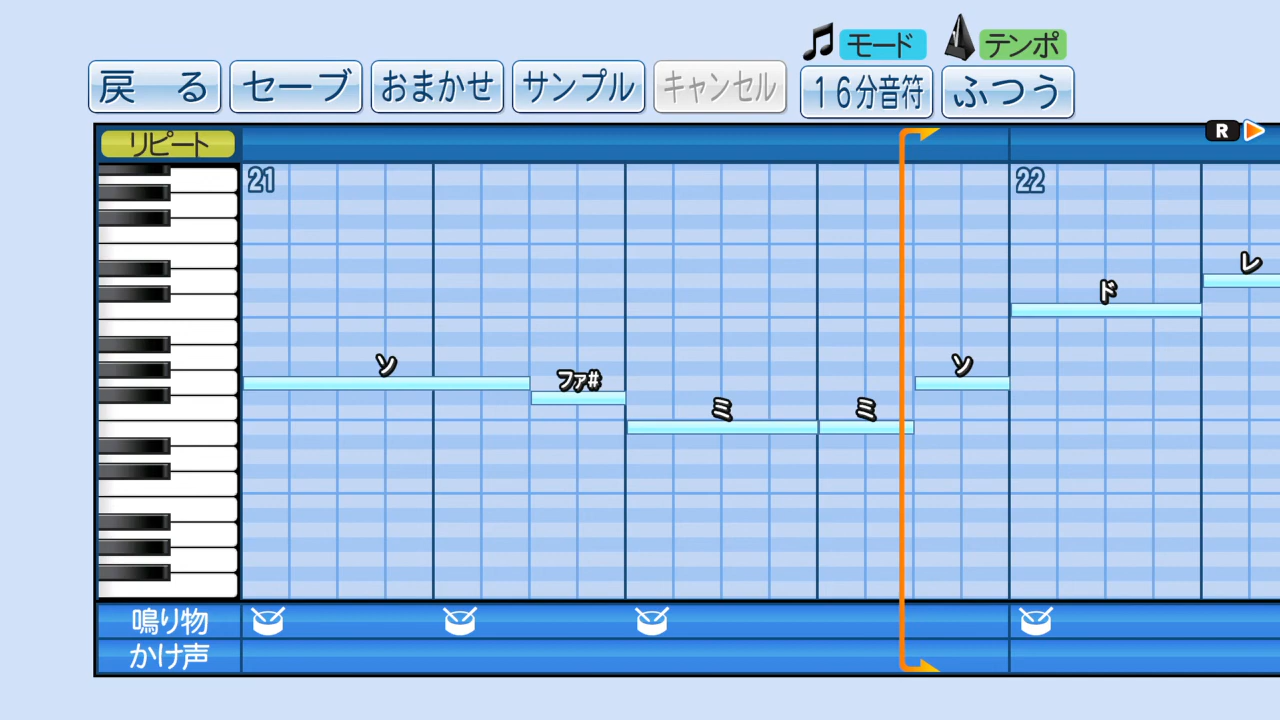 モード テンポ
戻る セーブ おまかせ サンプル キャンセル 16分音符 ふつう
リピート R
21 22
レ
ド
ソ ソ
ファ#
ミ ミ
鳴り物
かけ声